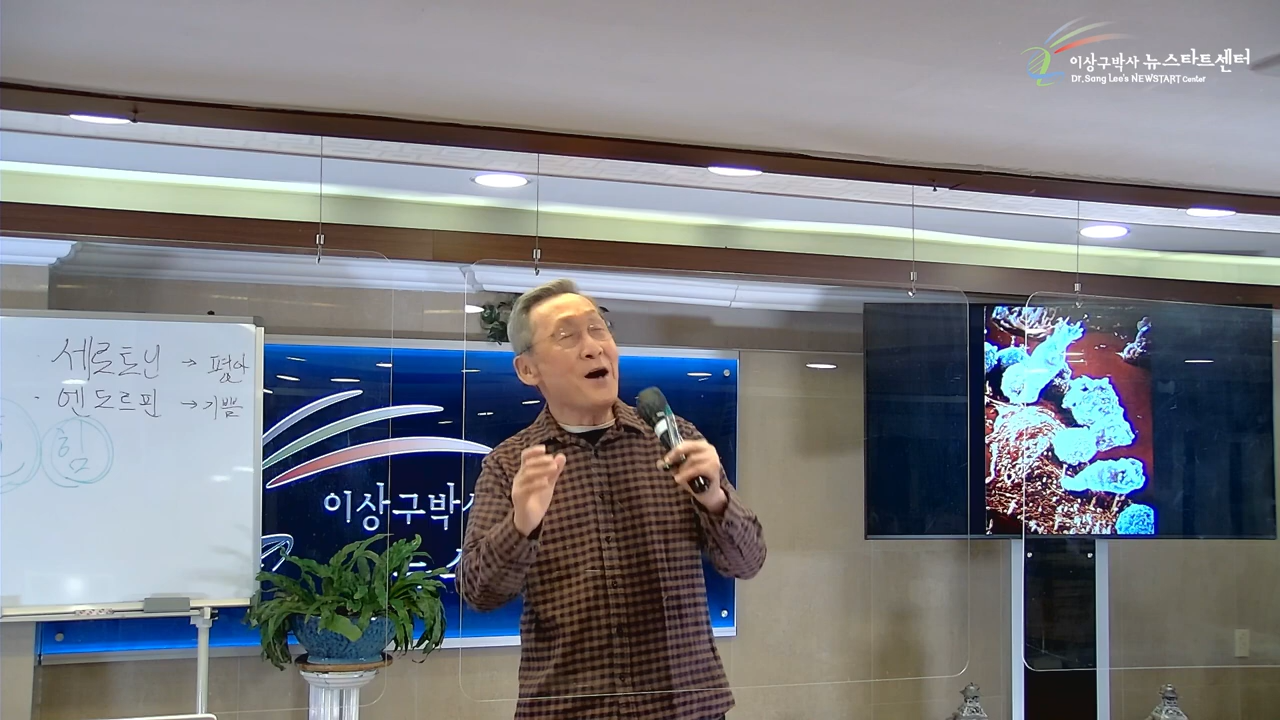 이상구박사 뉴스타트센터
Dr.Sang Lee's NEWSTART Center
· 세로토닌 → 평안
· 엔도르핀 → 기쁨
힘
이상구박사